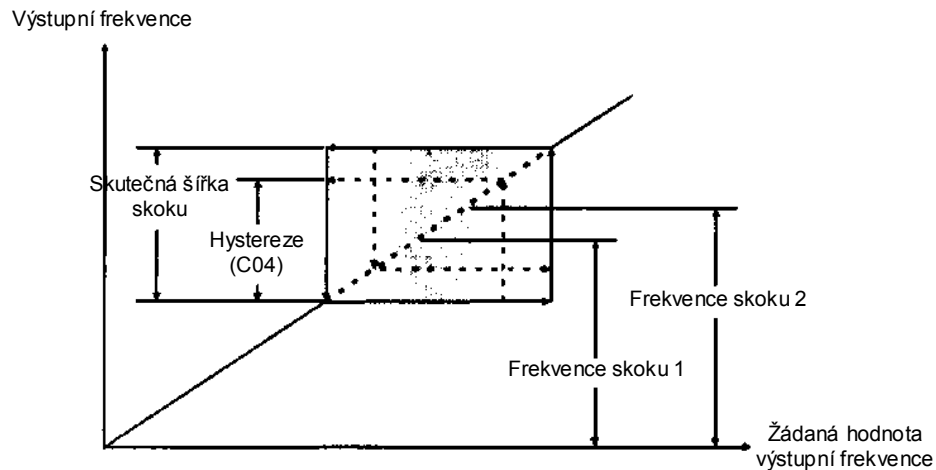 Výstupní frekvence
Skutečná šířka
skoku
Hystereze
(C04)
Frekvence skoku 2
Frekvence skoku 1
Žádaná hodnota
výstupní frekvence